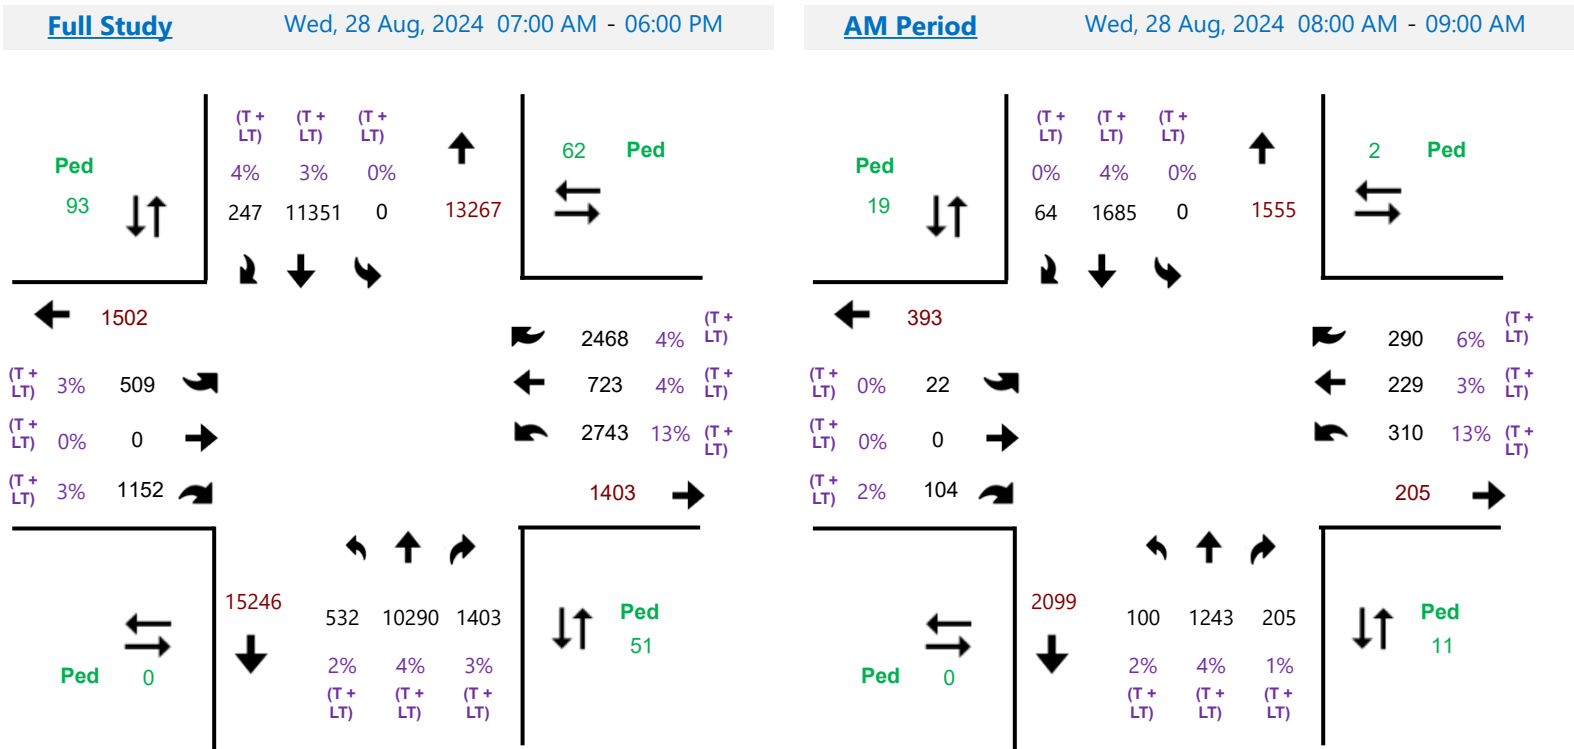 Full Study Wed, 28 Aug, 2024 07:00 AM - 06:00 PM
(T + LT) (T + LT) (T + LT)
Ped
93
4% 3% 0%
247 11351 0
13267
62 Ped
1502
2468 4% (T + LT)
723 4% (T + LT)
2743 13% (T + LT)
(T + LT) 3% 509
(T + LT) 0% 0
(T + LT) 3% 1152
1403
15246
532 10290 1403
2% 4% 3%
(T + LT) (T + LT) (T + LT)
Ped
51
Ped 0
AM Period Wed, 28 Aug, 2024 08:00 AM - 09:00 AM
(T + LT) (T + LT) (T + LT)
Ped
19
0% 4% 0%
64 1685 0
1555
2 Ped
393
290 6% (T + LT)
229 3% (T + LT)
310 13% (T + LT)
(T + LT) 0% 22
(T + LT) 0% 0
(T + LT) 2% 104
205
2099
100 1243 205
2% 4% 1%
(T + LT) (T + LT) (T + LT)
Ped
11
Ped 0